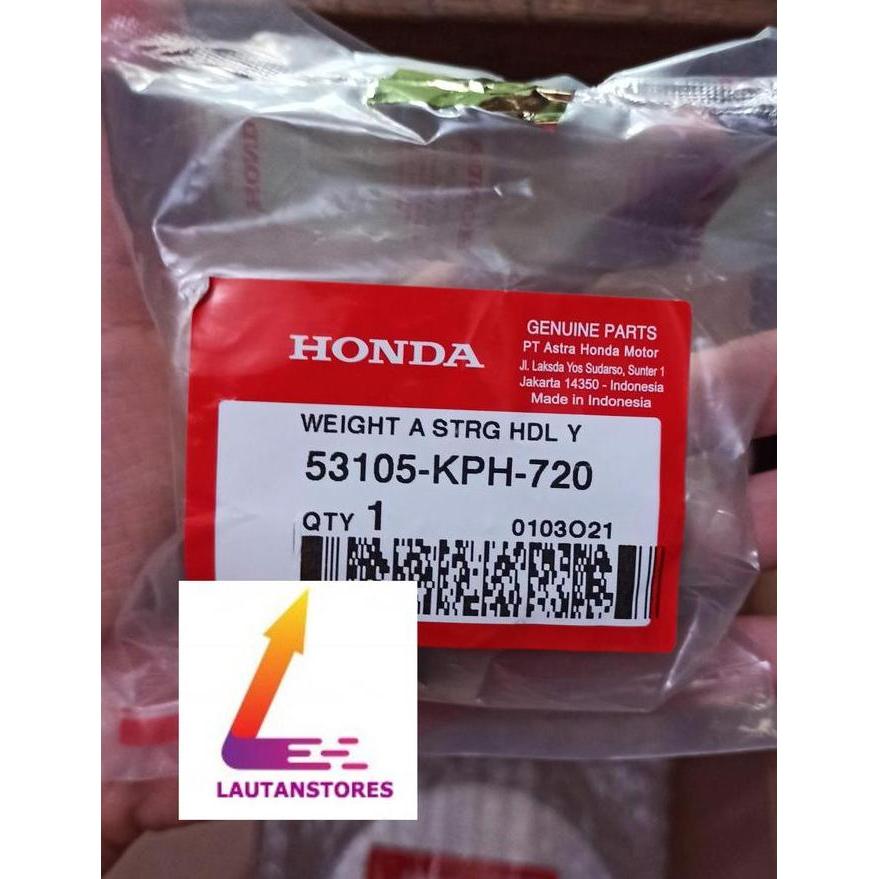 HONDA
GENUINE PARTS
PT Astra Honda Motor
Jl. Laksda Yos Sudarso, Sunter 1
Jakarta 14350 - Indonesia
Made in Indonesia
WEIGHT A STRG HDL Y
53105-KPH-720
QTY 1
0103O21
LAUTANSTORES